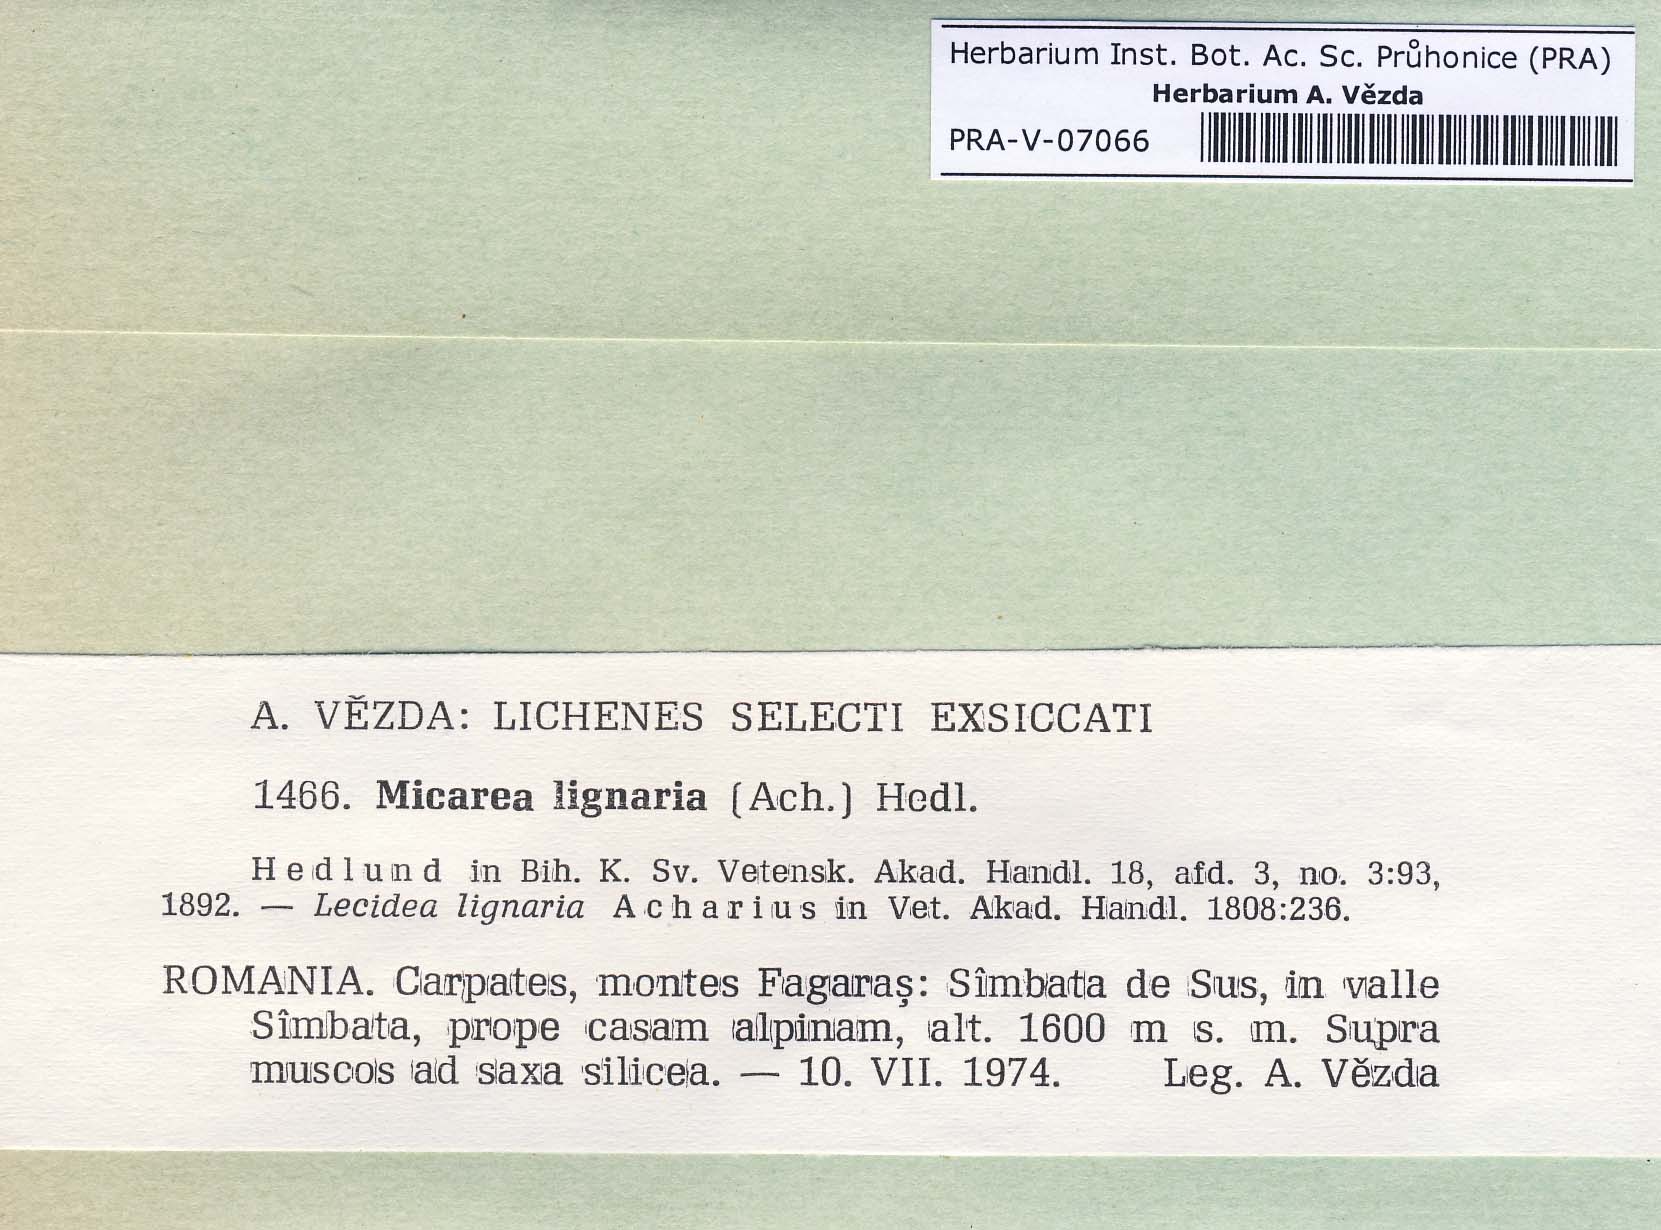 Herbarium Inst. Bot. Ac. Sc. Průhonice (PRA)
Herbarium A. Vězda
PRA-V-07066
A. VĚZDA: LICHENES SELECTI EXSICCATI
1466. Micarea lignaria (Ach.) Hedl.
Hedlund in Bih. K. Sv. Vetensk. Akad. Handl. 18, afd. 3, no. 3:93,
1892. — Lecidea lignaria Acharius in Vet. Akad. Handl. 1808:236.
ROMANIA. Carpates, montes Fagaraș: Sîmbata de Sus, in valle
Sîmbata, prope casam alpinam, alt. 1600 m s. m. Supra
muscos ad saxa silicea. — 10. VII. 1974. Leg. A. Vězda